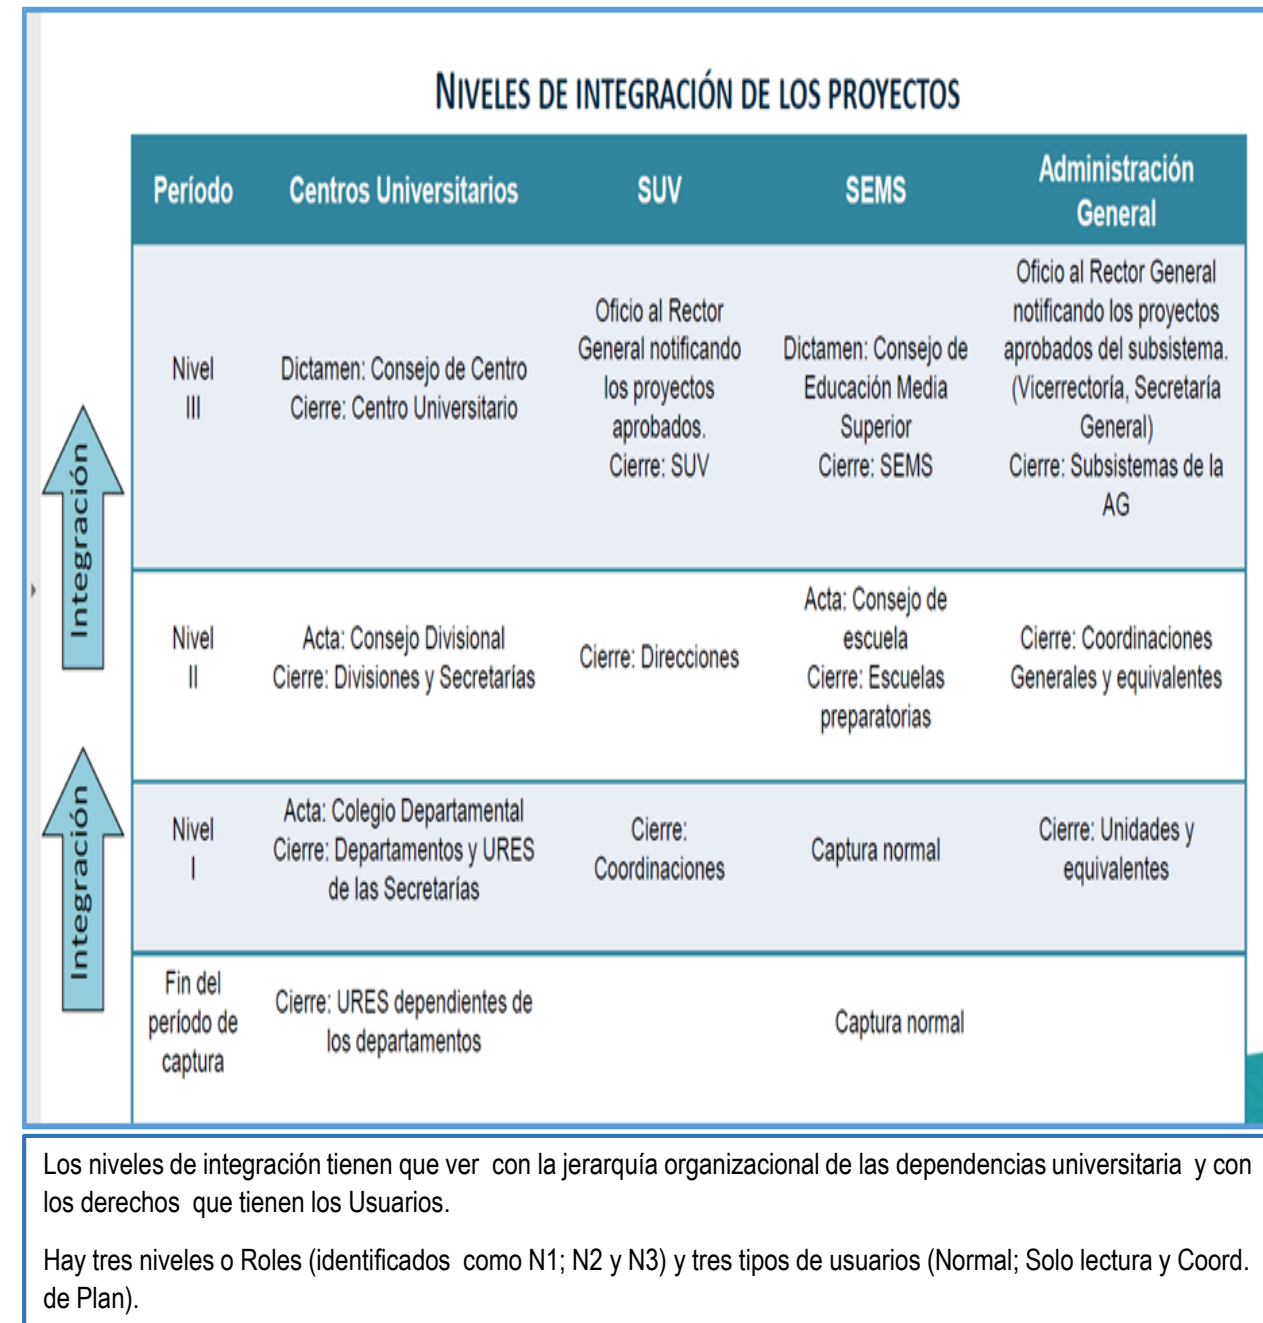 NIVELES DE INTEGRACIÓN DE LOS PROYECTOS
Período
Centros Universitarios
SUV
SEMS
Administración
General
Nivel
III
Dictamen: Consejo de Centro
Cierre: Centro Universitario
Oficio al Rector
General notificando
los proyectos
aprobados.
Cierre: SUV
Dictamen: Consejo de
Educación Media
Superior
Cierre: SEMS
Oficio al Rector General
notificando los proyectos
aprobados del subsistema.
(Vicerrectoría, Secretaría
General)
Cierre: Subsistemas de la
AG
Integración
Nivel
II
Acta: Consejo Divisional
Cierre: Divisiones y Secretarías
Cierre: Direcciones
Acta: Consejo de
escuela
Cierre: Escuelas
preparatorias
Cierre: Coordinaciones
Generales y equivalentes
Integración
Nivel
I
Acta: Colegio Departamental
Cierre: Departamentos y URES
de las Secretarías
Cierre:
Coordinaciones
Captura normal
Cierre: Unidades y
equivalentes
Fin del
período de
captura
Cierre: URES dependientes de
los departamentos
Captura normal
Los niveles de integración tienen que ver con la jerarquía organizacional de las dependencias universitaria y con
los derechos que tienen los Usuarios.
Hay tres niveles o Roles (identificados como N1; N2 y N3) y tres tipos de usuarios (Normal; Solo lectura y Coord.
de Plan).